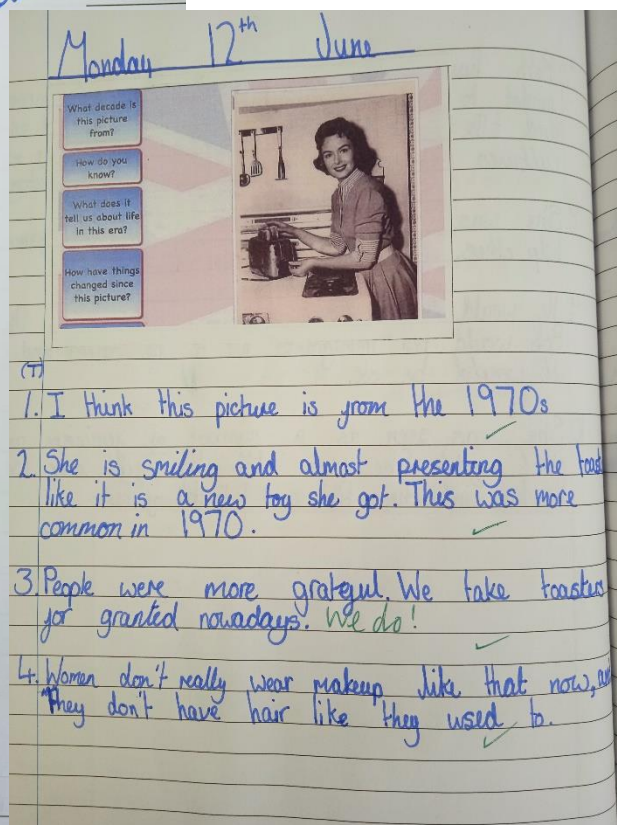 Monday 12th June
What decade is
this picture
from?
How do you
know?
What does it
tell us about life
in this era?
How have things
changed since
this picture?
(T)
1. I think this picture is from the 1970s
2. She is smiling and almost presenting the toast
like it is a new toy she got. This was more
common in 1970.
3. People were more grateful. We take toasters
for granted nowadays. We do!
4. Women don't really wear makeup like that now, an
They don't have hair like they used to.